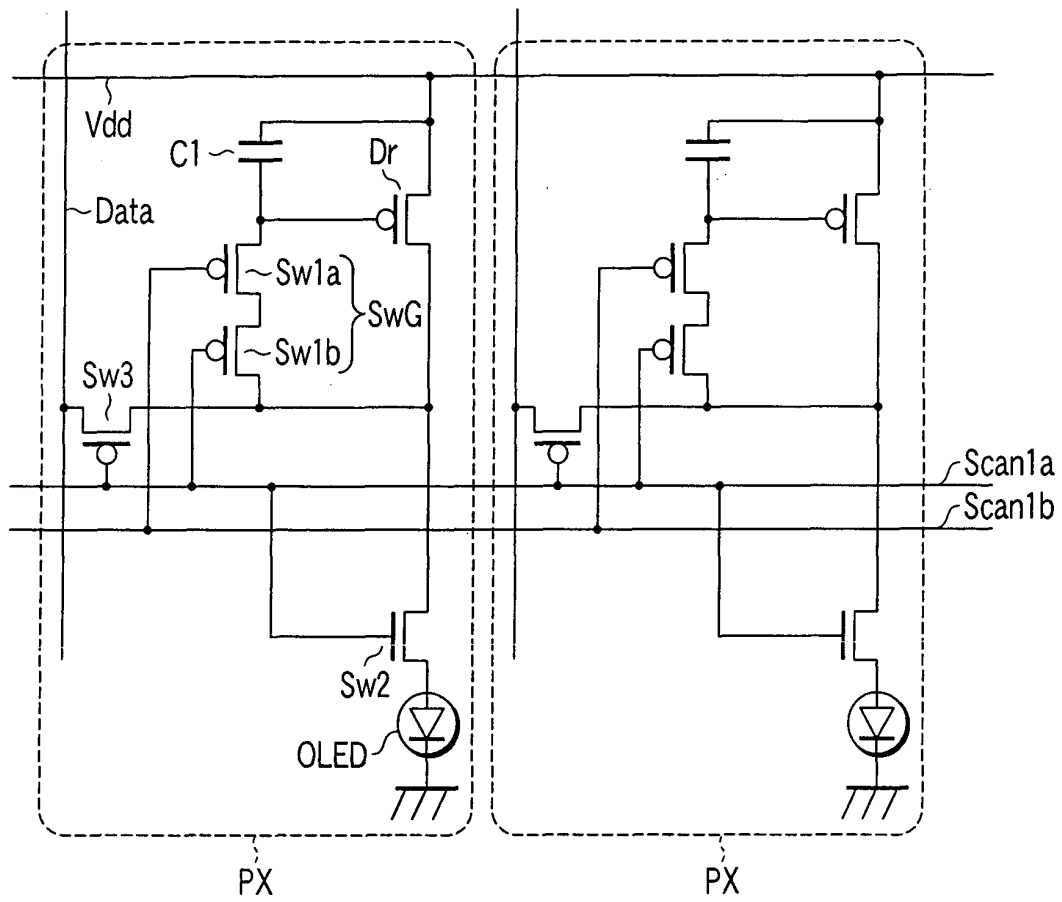 Vdd
C1
Dr
Data
Sw1a
SwG
Sw1b
Sw3
Scan1a
Scan1b
Sw2
OLED
PX
PX